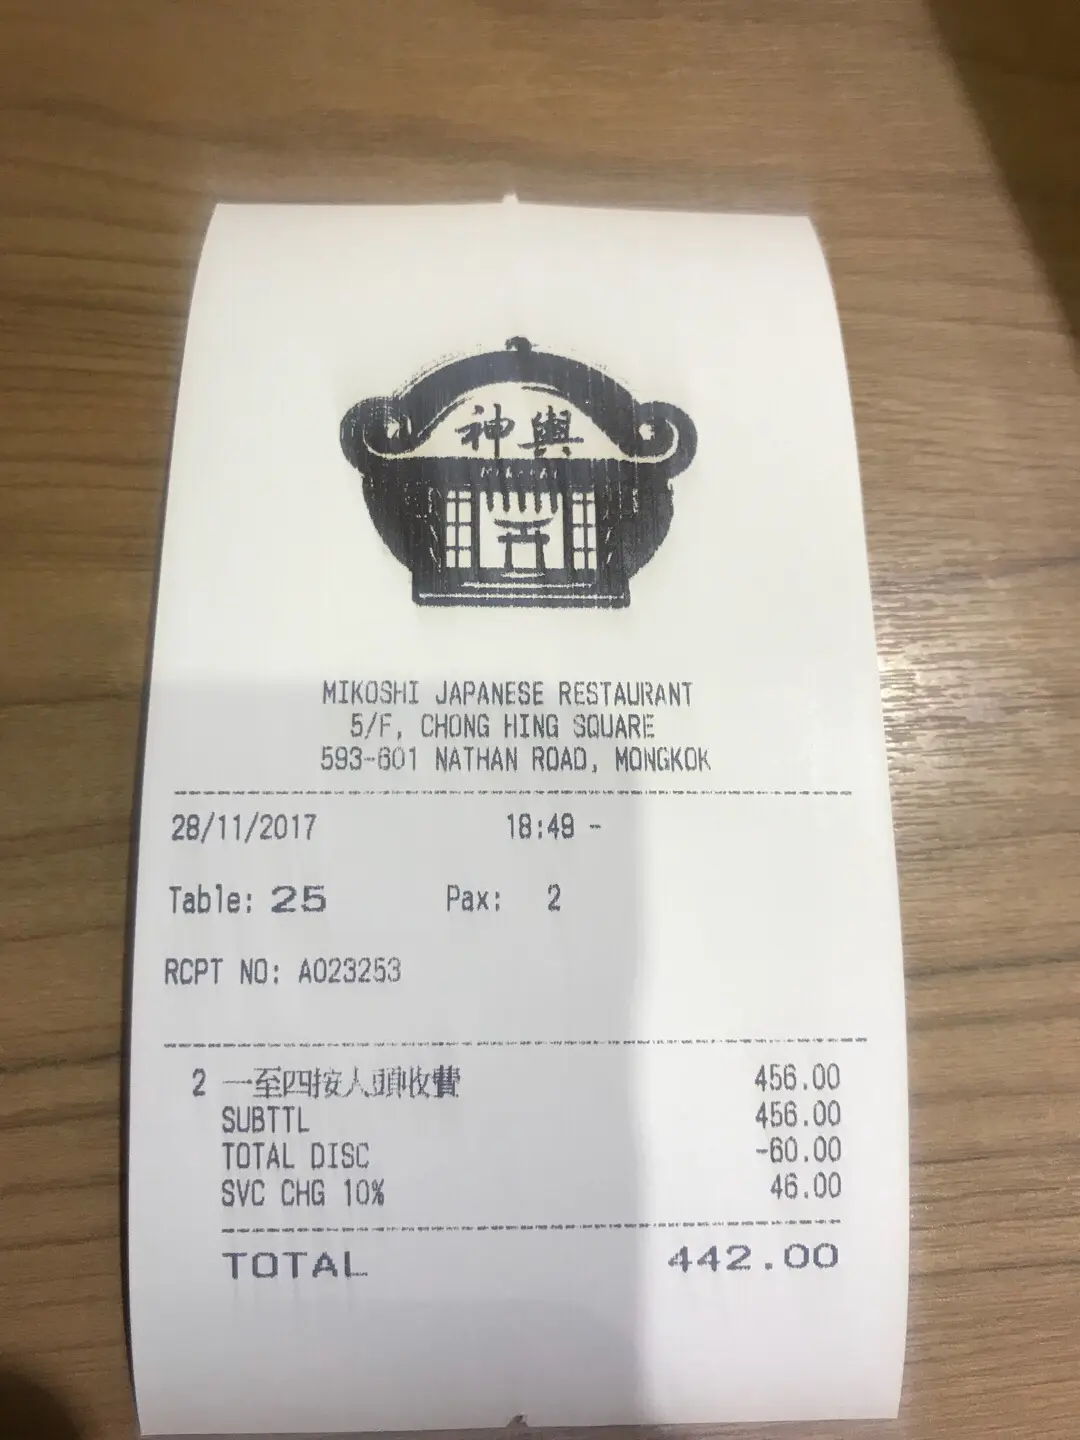 神輿
MIKOSHI JAPANESE RESTAURANT
5/F, CHONG HING SQUARE
593-601 NATHAN ROAD, MONGKOK
28/11/2017 18:49 -
Table: 25 Pax: 2
RCPT NO: A023253
2 一至四按人頭收費 456.00
SUBTTL 456.00
TOTAL DISC -60.00
SVC CHG 10% 46.00
TOTAL 442.00